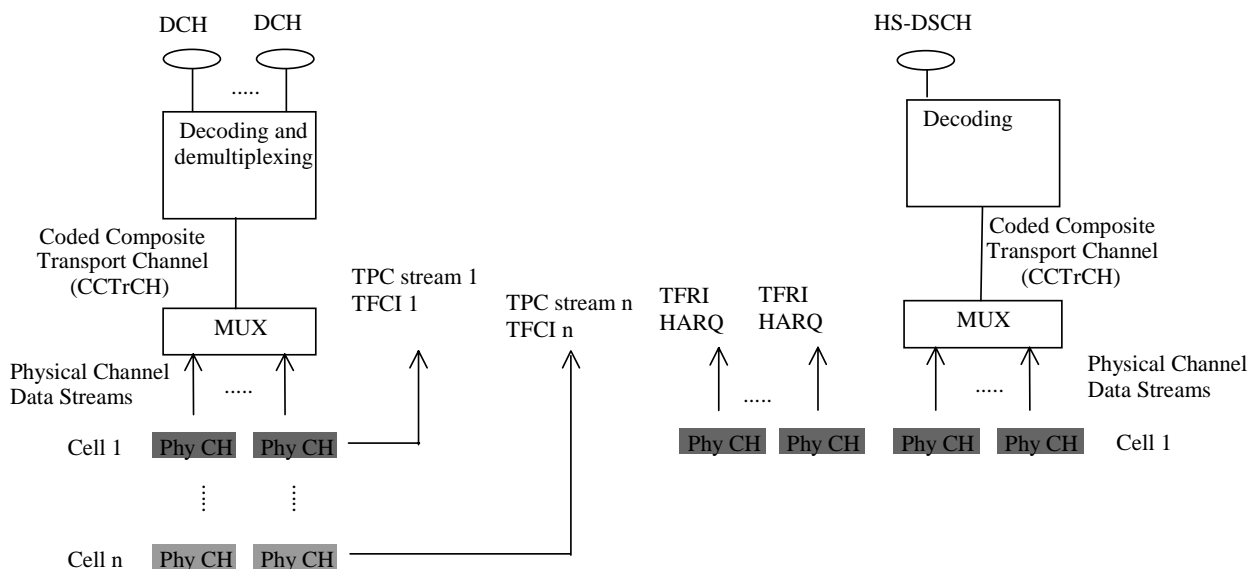 DCH
DCH
HS-DSCH
.....
Decoding and
demultiplexing
Decoding
Coded Composite
Transport Channel
(CCTrCH)
Coded Composite
Transport Channel
(CCTrCH)
TPC stream 1
TFCI 1
TPC stream n
TFCI n
TFRI
HARQ
TFRI
HARQ
MUX
MUX
Physical Channel
Data Streams
.....
.....
.....
Physical Channel
Data Streams
Cell 1
Phy CH
Phy CH
Phy CH
Phy CH
Phy CH
Phy CH
Cell 1
Cell n
Phy CH
Phy CH